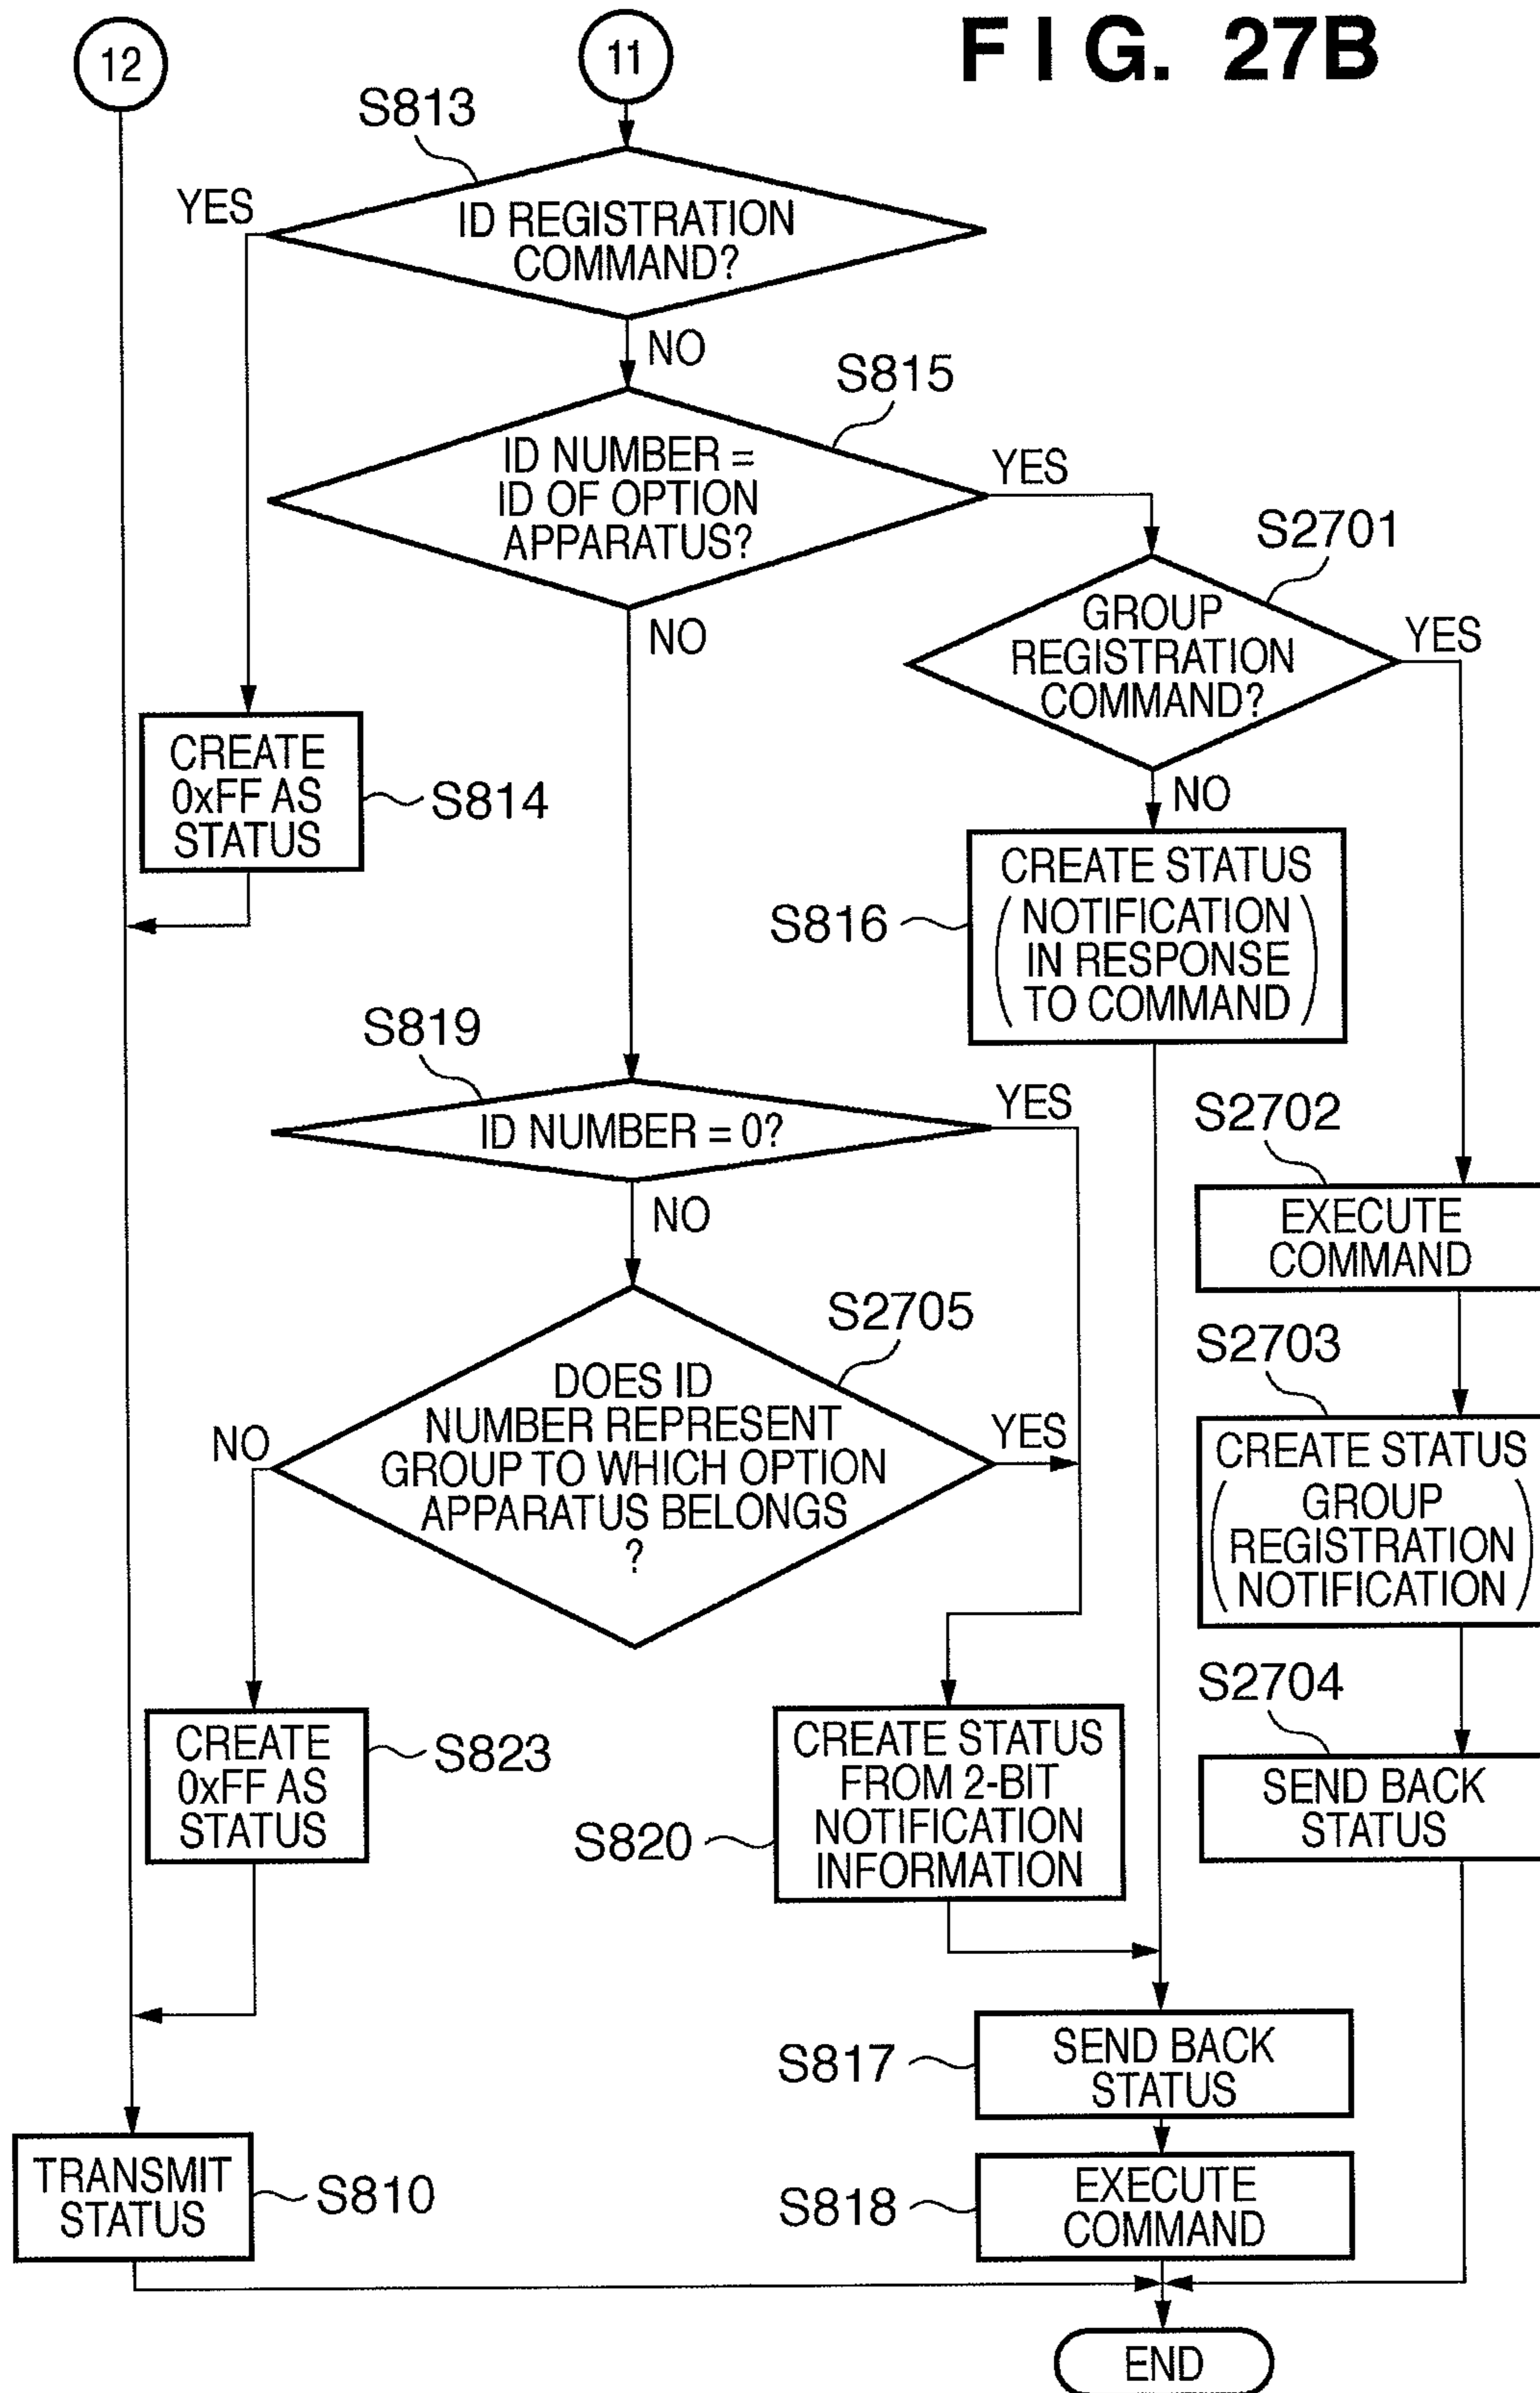 FIG. 27B
12
11
S813
YES
ID REGISTRATION
COMMAND?
NO
S815
ID NUMBER =
ID OF OPTION
APPARATUS?
YES
NO
S2701
GROUP
REGISTRATION
COMMAND?
YES
NO
CREATE
0xFF AS
STATUS
S814
CREATE STATUS
( NOTIFICATION
IN RESPONSE
TO COMMAND )
S816
S819
ID NUMBER = 0?
YES
NO
S2702
EXECUTE
COMMAND
S2705
DOES ID
NUMBER REPRESENT
GROUP TO WHICH OPTION
APPARATUS BELONGS
?
NO
YES
S2703
CREATE STATUS
( GROUP
REGISTRATION
NOTIFICATION )
S2704
SEND BACK
STATUS
CREATE
0xFF AS
STATUS
S823
CREATE STATUS
FROM 2-BIT
NOTIFICATION
INFORMATION
S820
S817
SEND BACK
STATUS
TRANSMIT
STATUS
S810
S818
EXECUTE
COMMAND
END